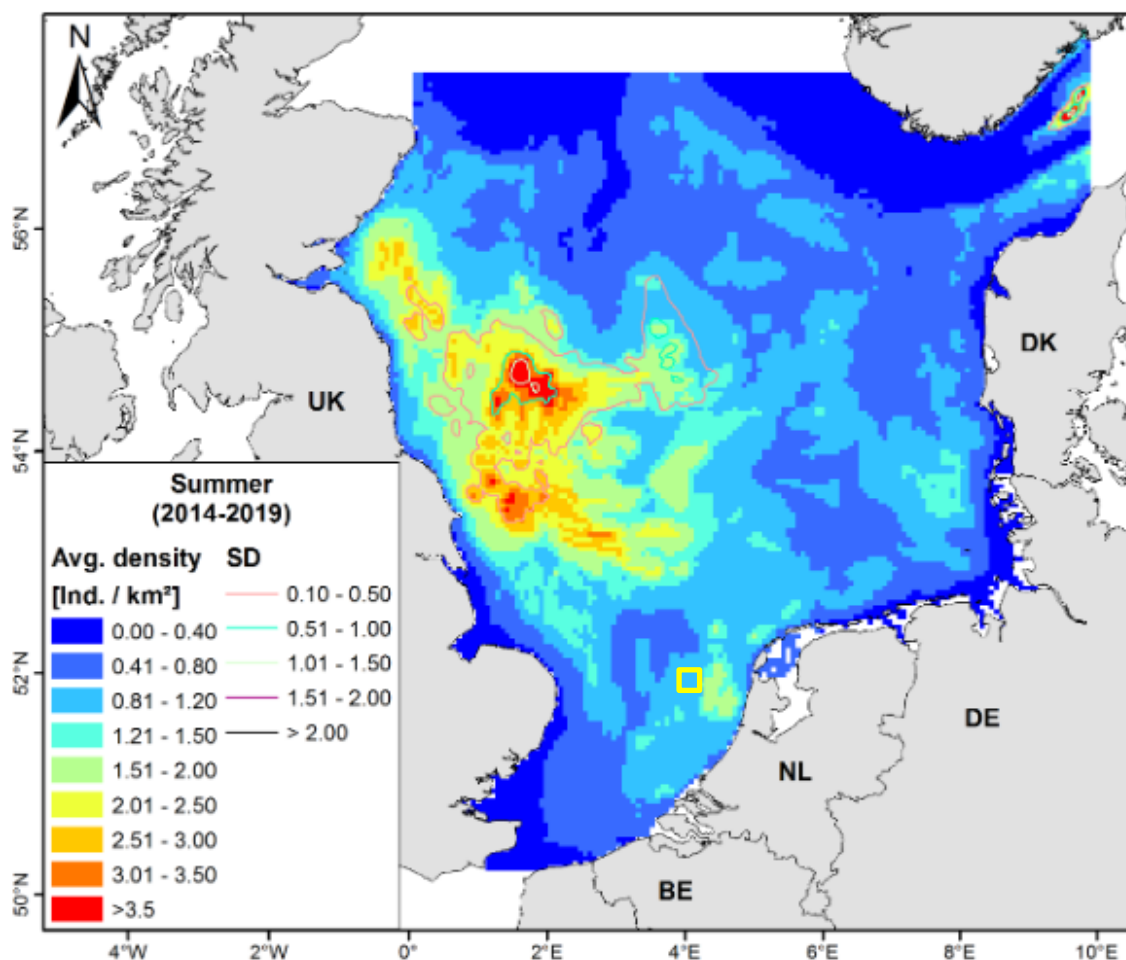 N
56°N
54°N
52°N
50°N
UK
DK
DE
NL
BE
Summer
(2014-2019)
Avg. density SD
[Ind. / km²]
0.00 - 0.40
0.41 - 0.80
0.81 - 1.20
1.21 - 1.50
1.51 - 2.00
2.01 - 2.50
2.51 - 3.00
3.01 - 3.50
>3.5
0.10 - 0.50
0.51 - 1.00
1.01 - 1.50
1.51 - 2.00
> 2.00
4°W 2°W 0° 2°E 4°E 6°E 8°E 10°E